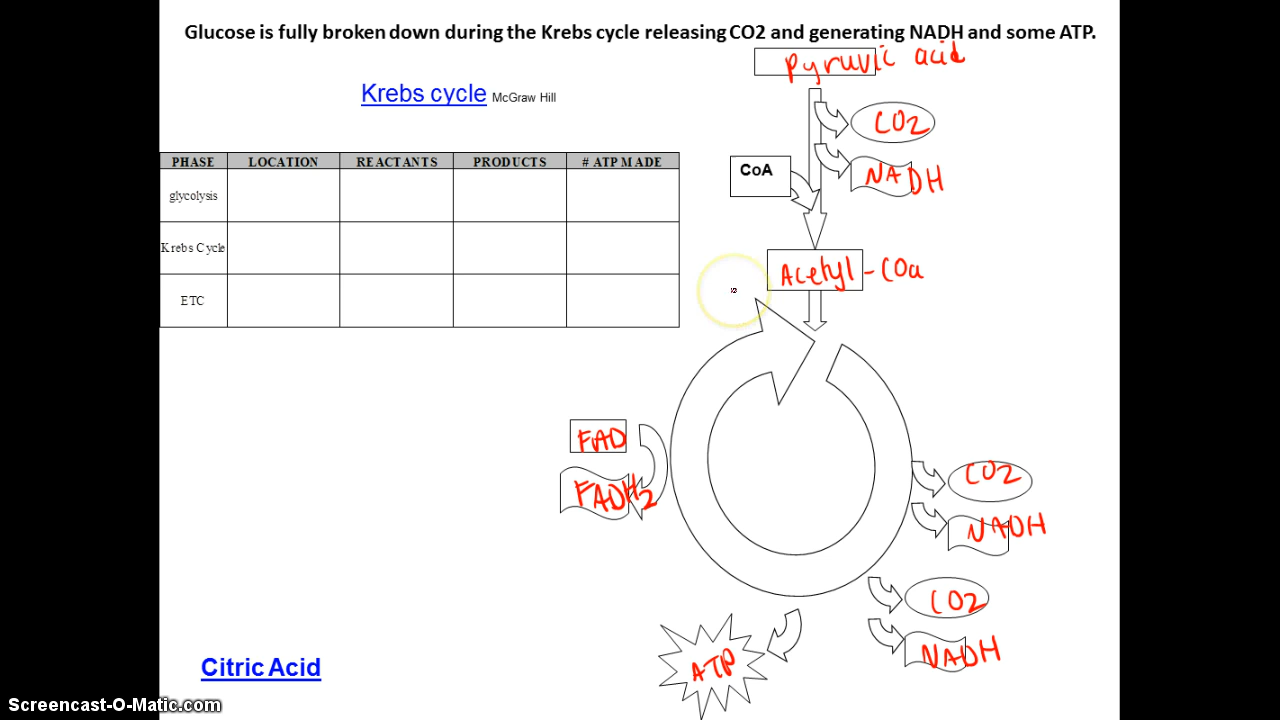 Glucose is fully broken down during the Krebs cycle releasing CO2 and generating NADH and some ATP.
Pyruvic acid
Krebs cycle McGraw Hill
CO2
PHASE LOCATION REACTANTS PRODUCTS # ATP MADE
CoA
NADH
glycolysis
Krebs Cycle
Acetyl-COa
ETC
FAD
FADH2
CO2
NADH
CO2
NADH
ATP
Citric Acid
Screencast-O-Matic.com